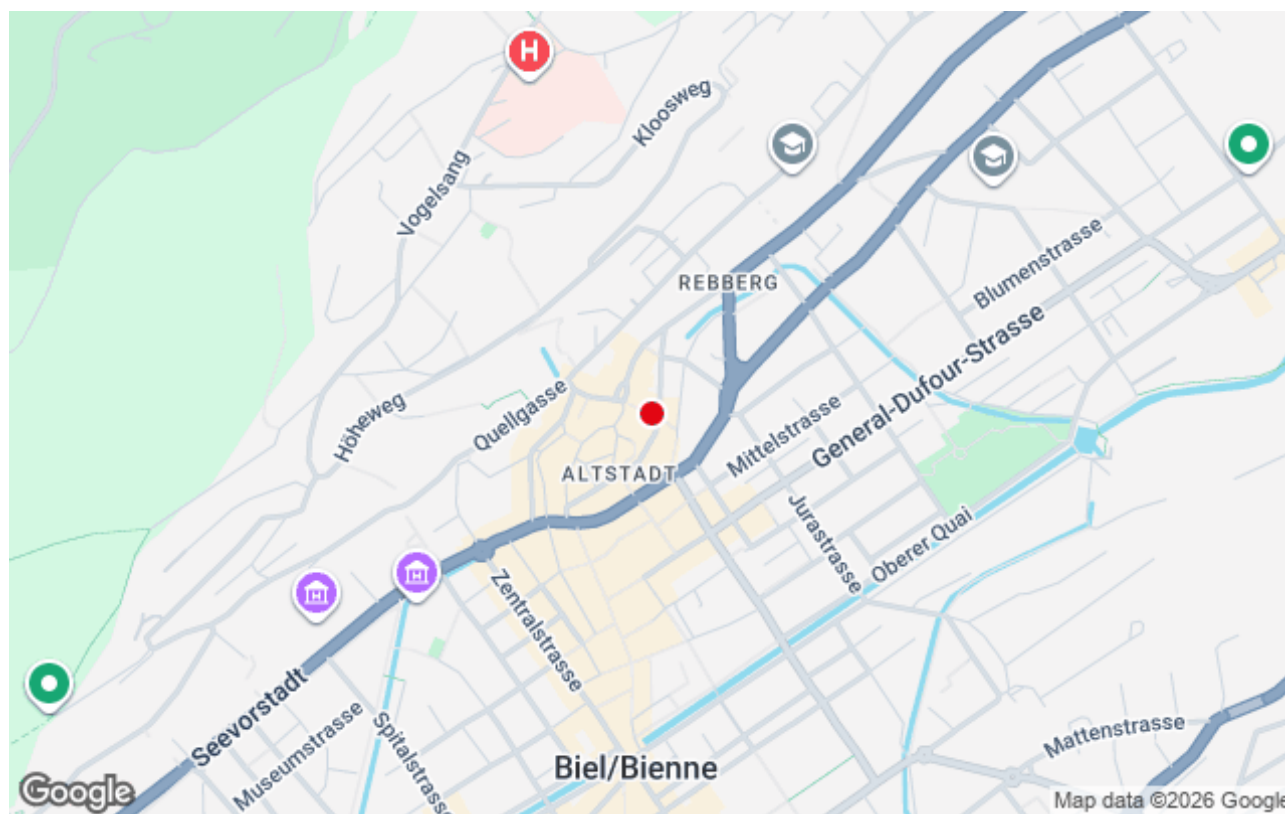 H
Kloosweg
Vogelsang
REBBERG
Blumenstrasse
General-Dufour-Strasse
Höheweg
Quellgasse
Mittelstrasse
ALTSTADT
Jurastrasse
Oberer Quai
H
H
Zentralstrasse
Seevorstadt
Museumstrasse
Spitalstrasse
Mattenstrasse
Biel/Bienne
Google
Map data ©2026 Google